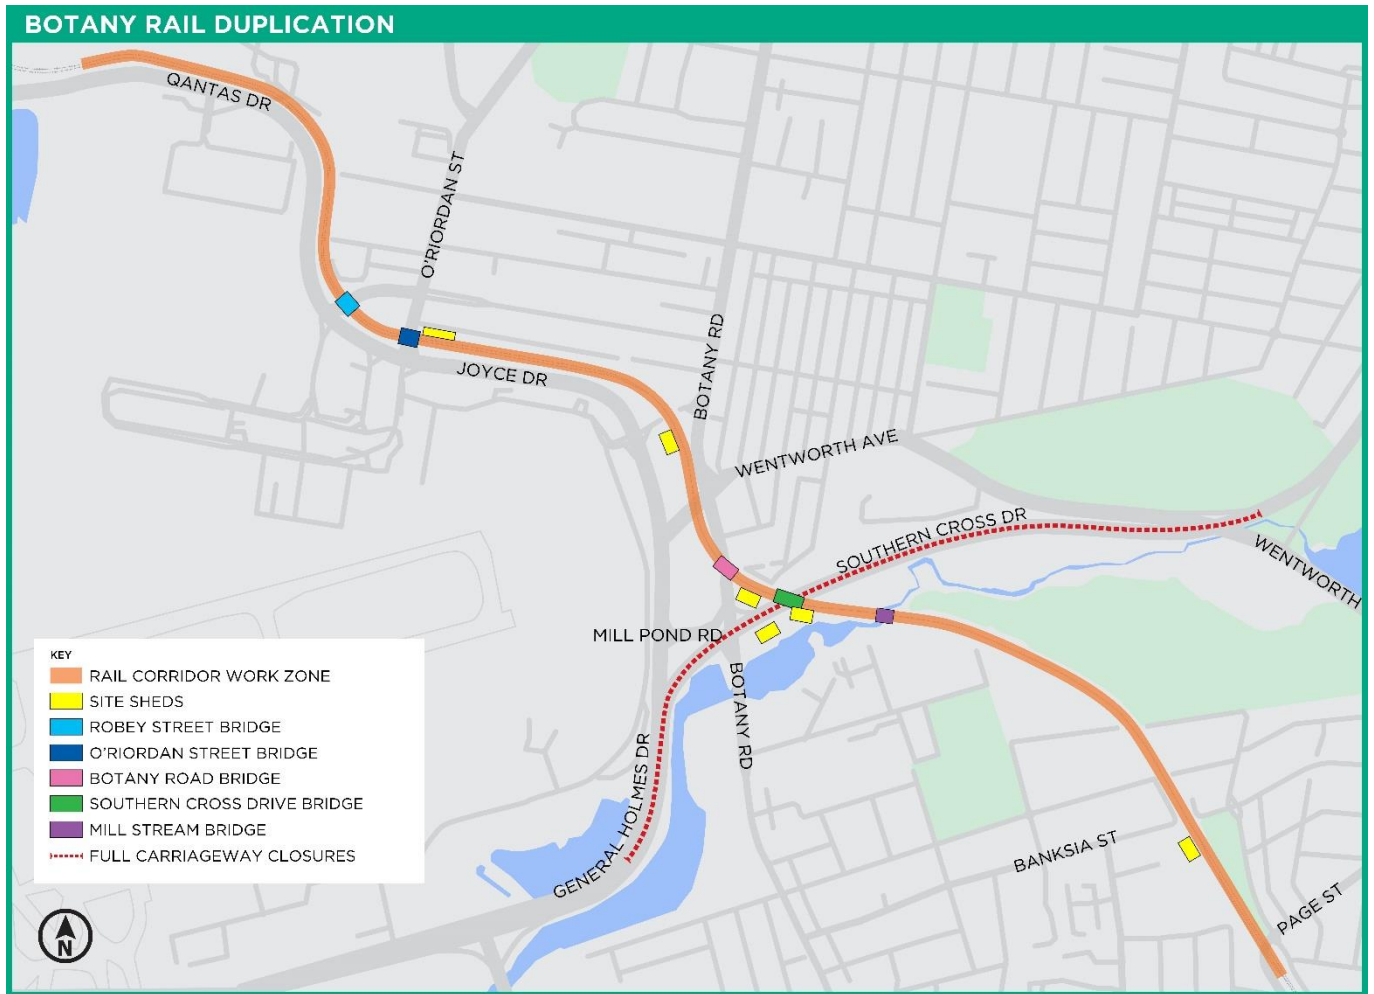 BOTANY RAIL DUPLICATION
QANTAS DR
O'RIORDAN ST
BOTANY RD
JOYCE DR
WENTWORTH AVE
SOUTHERN CROSS DR
WENTWORTH
MILL POND RD
BOTANY RD
GENERAL HOLMES DR
BANKSIA ST
PAGE ST
KEY
RAIL CORRIDOR WORK ZONE
SITE SHEDS
ROBEY STREET BRIDGE
O'RIORDAN STREET BRIDGE
BOTANY ROAD BRIDGE
SOUTHERN CROSS DRIVE BRIDGE
MILL STREAM BRIDGE
FULL CARRIAGEWAY CLOSURES
N